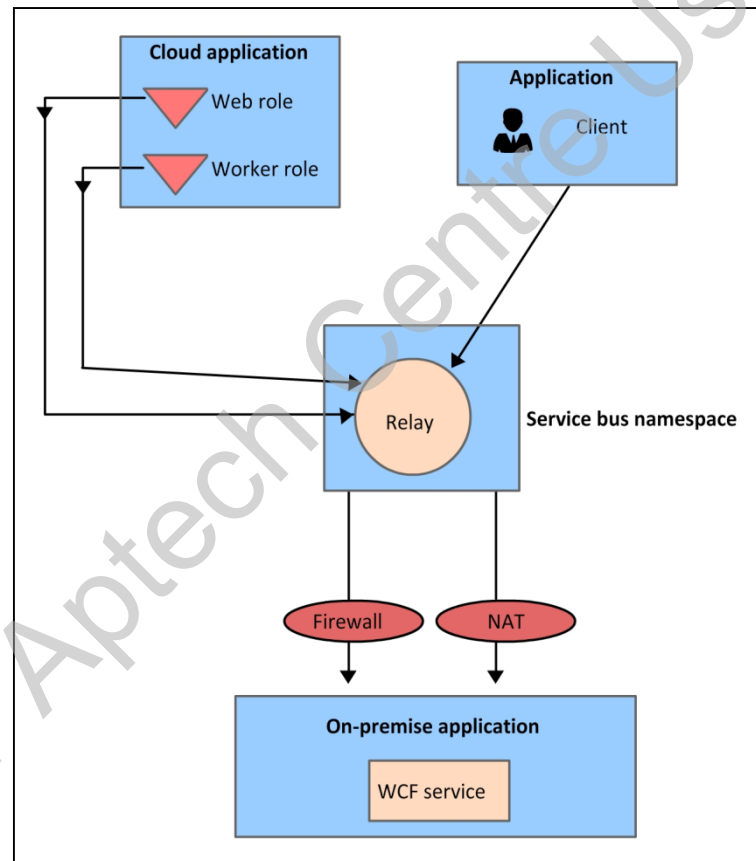 Cloud application
Web role
Worker role
Application
Client
Relay
Service bus namespace
Firewall
NAT
On-premise application
WCF service
Aptech Centre Us